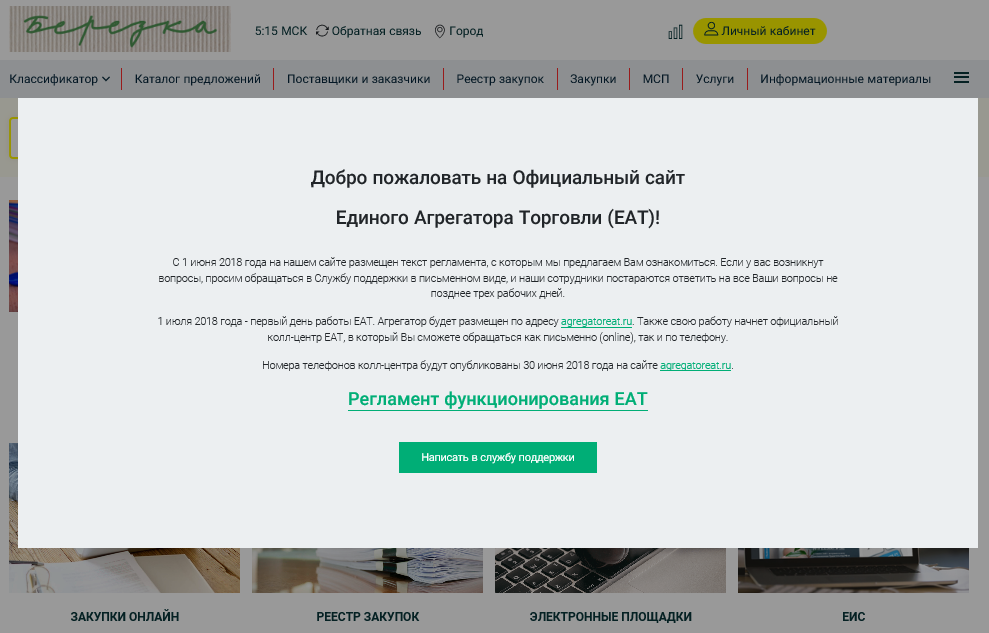 Березка
5:15 МСК Обратная связь Город Личный кабинет
Классификатор Каталог предложений Поставщики и заказчики Реестр закупок Закупки МСП Услуги Информационные материалы
Добро пожаловать на Официальный сайт
Единого Агрегатора Торговли (ЕАТ)!
С 1 июня 2018 года на нашем сайте размещен текст регламента, с которым мы предлагаем Вам ознакомиться. Если у вас возникнут
вопросы, просим обращаться в Службу поддержки в письменном виде, и наши сотрудники постараются ответить на все Ваши вопросы не
позднее трех рабочих дней.
1 июля 2018 года - первый день работы ЕАТ. Агрегатор будет размещен по адресу agregatoreat.ru. Также свою работу начнет официальный
колл-центр ЕАТ, в который Вы сможете обращаться как письменно (online), так и по телефону.
Номера телефонов колл-центра будут опубликованы 30 июня 2018 года на сайте agregatoreat.ru.
Регламент функционирования ЕАТ
Написать в службу поддержки
ЗАКУПКИ ОНЛАЙН РЕЕСТР ЗАКУПОК ЭЛЕКТРОННЫЕ ПЛОЩАДКИ ЕИС